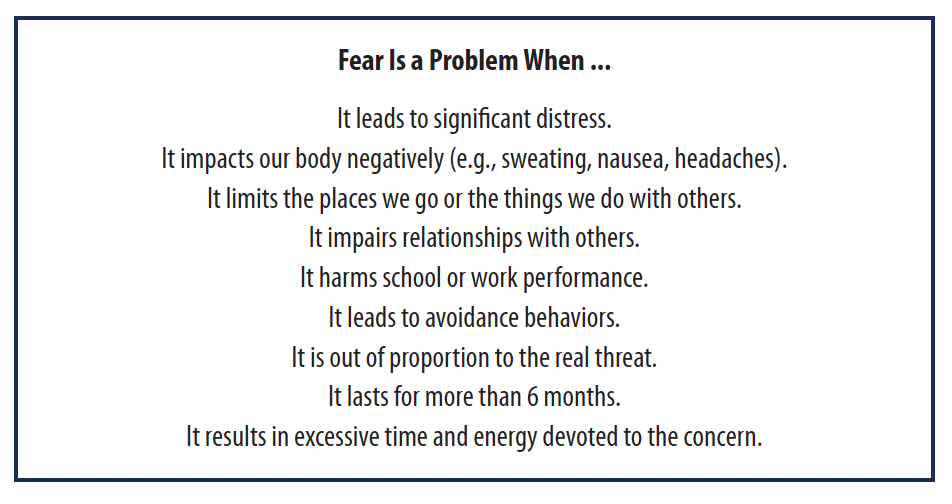 Fear Is a Problem When ...
It leads to significant distress.
It impacts our body negatively (e.g., sweating, nausea, headaches).
It limits the places we go or the things we do with others.
It impairs relationships with others.
It harms school or work performance.
It leads to avoidance behaviors.
It is out of proportion to the real threat.
It lasts for more than 6 months.
It results in excessive time and energy devoted to the concern.